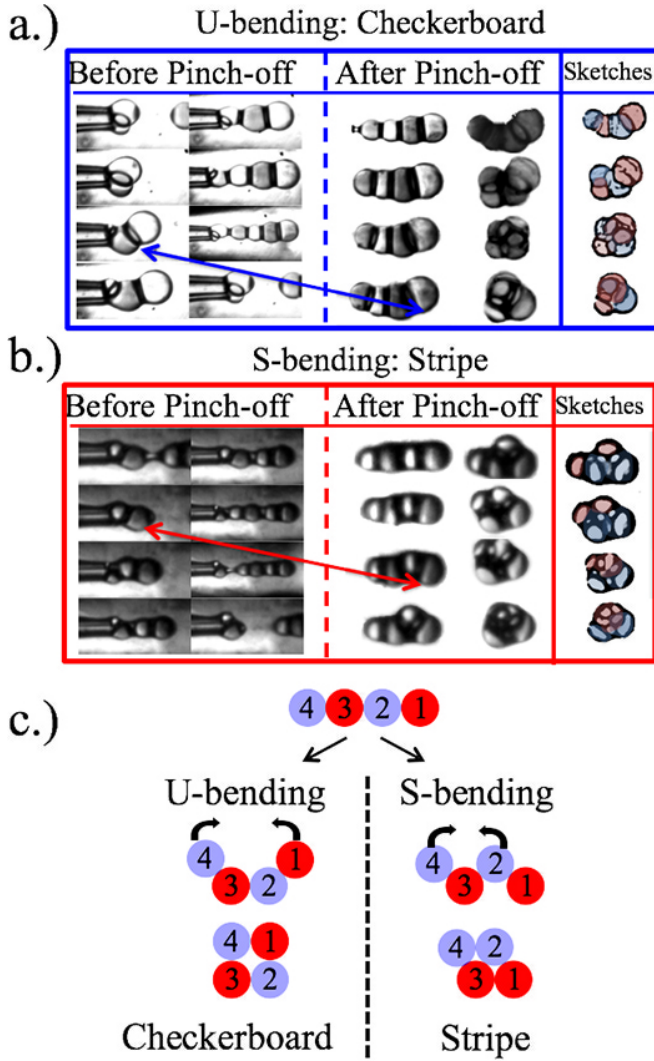 a.)
U-bending: Checkerboard
Before Pinch-off After Pinch-off Sketches
b.)
S-bending: Stripe
Before Pinch-off After Pinch-off Sketches
c.)
4 3 2 1
U-bending S-bending
4 1 4 2
3 2 3 1
4 1 4 2
3 2 3 1
Checkerboard Stripe